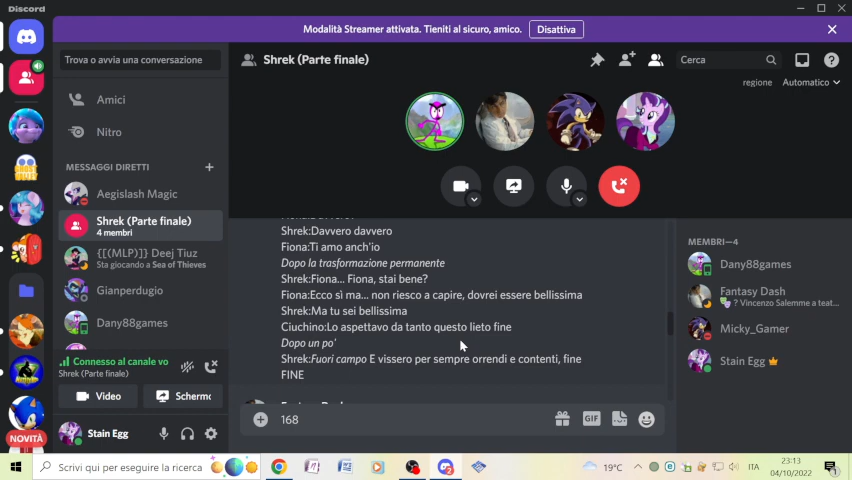 Discord
Modalità Streamer attivata. Tieniti al sicuro, amico. Disattiva
Trova o avvia una conversazione
Shrek (Parte finale)
Cerca
regione Automatico
Amici
Nitro
MESSAGGI DIRETTI
Aegislash Magic
Shrek (Parte finale)
4 membri
{[(MLP)]} Deej Tiuz
Sta giocando a Sea of Thieves
Gianperdugio
Dany88games
Connesso al canale vo
Shrek (Parte finale)
Video
Schermo
Stain Egg
NOVITÀ
Shrek:Davvero davvero
Fiona:Ti amo anch'io
Dopo la trasformazione permanente
Shrek:Fiona... Fiona, stai bene?
Fiona:Ecco sì ma... non riesco a capire, dovrei essere bellissima
Shrek:Ma tu sei bellissima
Ciuchino:Lo aspettavo da tanto questo lieto fine
Dopo un po'
Shrek:Fuori campo E vissero per sempre orrendi e contenti, fine
FINE
168
GIF
MEMBRI—4
Dany88games
Fantasy Dash
? Vincenzo Salemme a teat...
Micky_Gamer
Stain Egg
Scrivi qui per eseguire la ricerca
19°C
ITA
23:13
04/10/2022